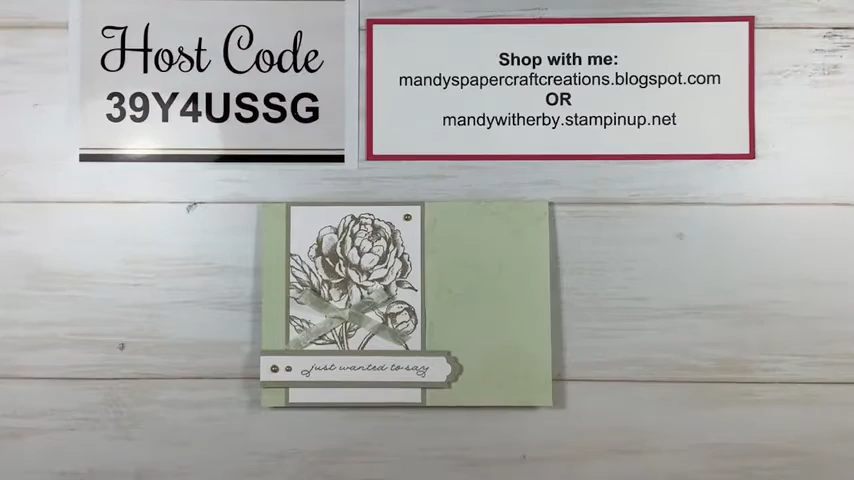 Host Code
39Y4USSG
Shop with me:
mandyspapercraftcreations.blogspot.com
OR
mandywitherby.stampinup.net
just wanted to say